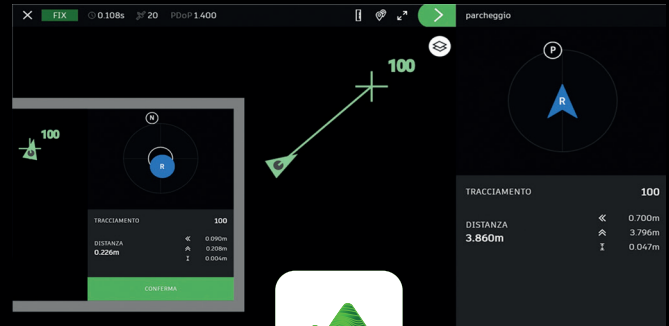 FIX 0.108s 20 PDoP 1.400
parcheggio
100
P
R
TRACCIAMENTO 100
DISTANZA
3.860m
0.700m
3.796m
0.047m
100
N
R
TRACCIAMENTO 100
DISTANZA
0.226m
0.090m
0.208m
0.004m
CONFERMA